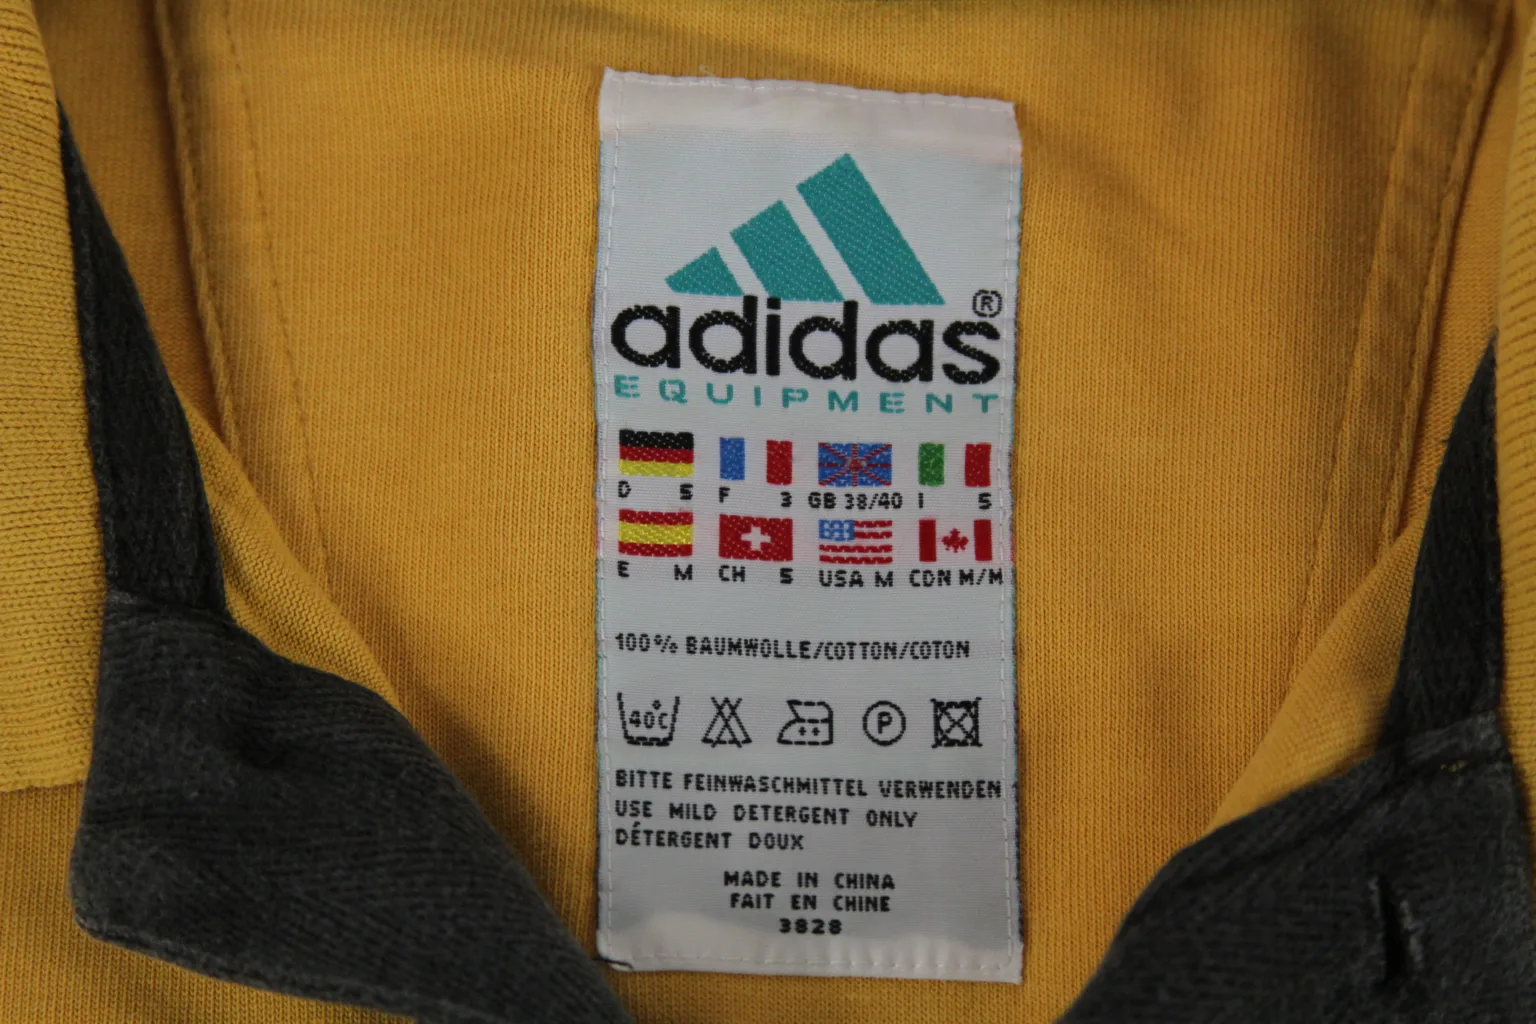 adidas®
EQUIPMENT
D 5 F 3 GB 38/40 I 5
E M CH 5 USA M CDN M/M
100% BAUMWOLLE/COTTON/COTON
40°C P
BITTE FEINWASCHMITTEL VERWENDEN
USE MILD DETERGENT ONLY
DÉTERGENT DOUX
MADE IN CHINA
FAIT EN CHINE
3828